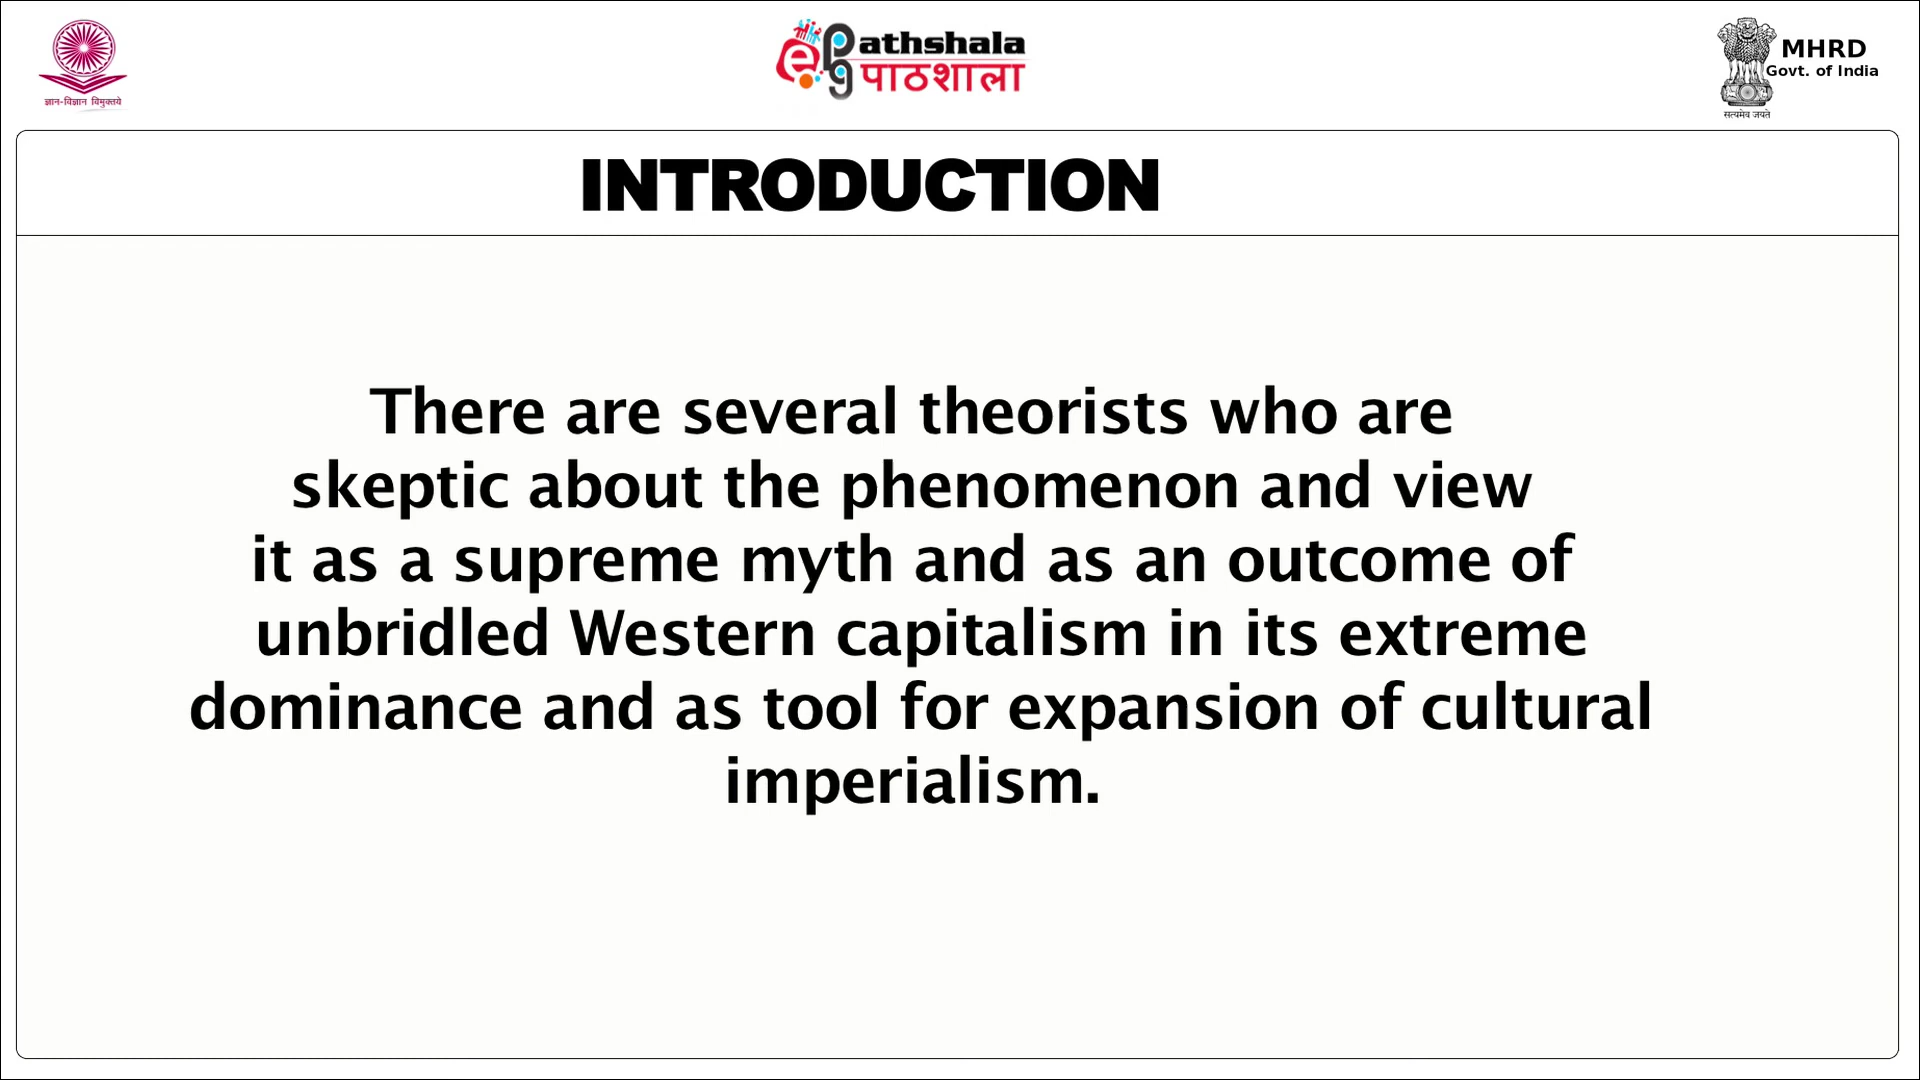 ज्ञान-विज्ञान विमुक्तये
ePG athshala
पाठशाला
MHRD
Govt. of India
सत्यमेव जयते
INTRODUCTION
There are several theorists who are
skeptic about the phenomenon and view
it as a supreme myth and as an outcome of
unbridled Western capitalism in its extreme
dominance and as tool for expansion of cultural
imperialism.